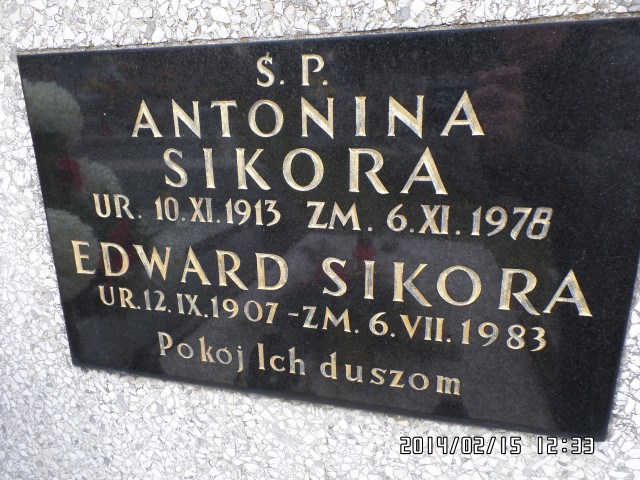 Ś. P.
ANTONINA
SIKORA
UR. 10.XI.1913 ZM. 6.XI.1978
EDWARD SIKORA
UR.12.IX.1907 - ZM. 6.VII.1983
Pokój Ich duszom
2014/02/15 12:33